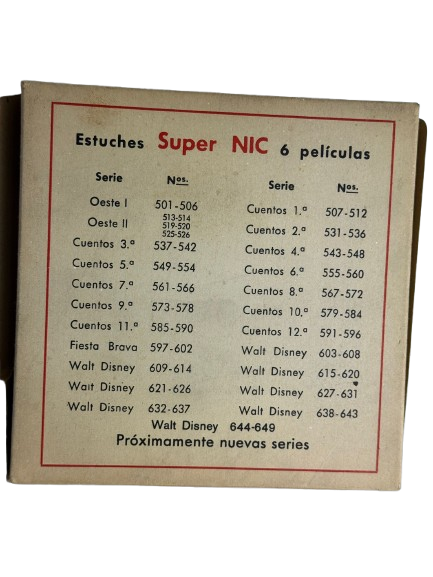 Estuches Super NIC 6 películas
Serie Nos. Serie Nos.
Oeste I 501-506 Cuentos 1.ª 507-512
Oeste II 513-514 519-520 525-526 Cuentos 2.ª 531-536
Cuentos 3.ª 537-542 Cuentos 4.ª 543-548
Cuentos 5.ª 549-554 Cuentos 6.ª 555-560
Cuentos 7.ª 561-566 Cuentos 8.ª 567-572
Cuentos 9.ª 573-578 Cuentos 10.ª 579-584
Cuentos 11.ª 585-590 Cuentos 12.ª 591-596
Fiesta Brava 597-602 Walt Disney 603-608
Walt Disney 609-614 Walt Disney 615-620
Walt Disney 621-626 Walt Disney 627-631
Walt Disney 632-637 Walt Disney 638-643
Walt Disney 644-649
Próximamente nuevas series